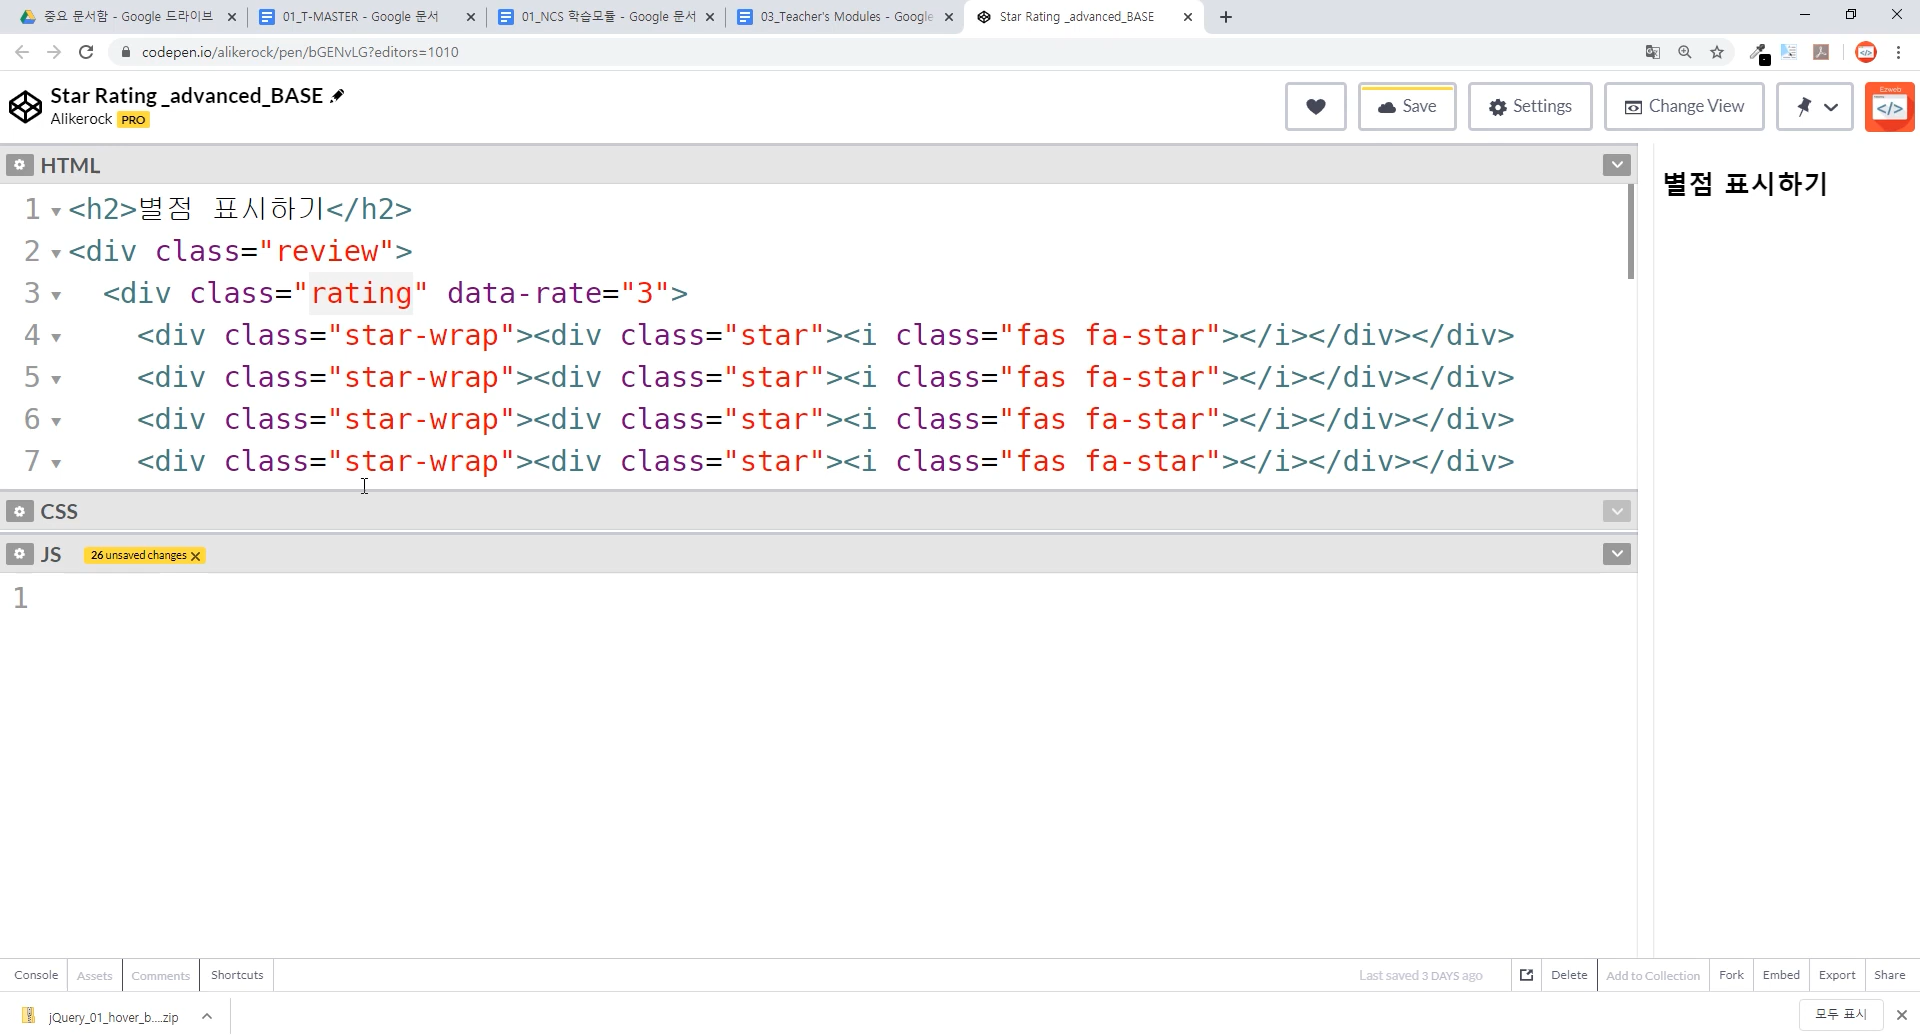 중요 문서함 - Google 드라이브
01_T-MASTER - Google 문서
01_NCS 학습모듈 - Google 문서
03_Teacher's Modules - Google
Star Rating _advanced_BASE
codepen.io/alikerock/pen/bGENvLG?editors=1010
Star Rating _advanced_BASE
Alikerock PRO
Save
Settings
Change View
Ezweb
</>
HTML
1 <h2>별점 표시하기</h2>
2 <div class="review">
3 <div class="rating" data-rate="3">
4 <div class="star-wrap"><div class="star"><i class="fas fa-star"></i></div></div>
5 <div class="star-wrap"><div class="star"><i class="fas fa-star"></i></div></div>
6 <div class="star-wrap"><div class="star"><i class="fas fa-star"></i></div></div>
7 <div class="star-wrap"><div class="star"><i class="fas fa-star"></i></div></div>
별점 표시하기
CSS
JS 26 unsaved changes
1
Console Assets Comments Shortcuts Last saved 3 DAYS ago Delete Add to Collection Fork Embed Export Share
jQuery_01_hover_b....zip 모두 표시